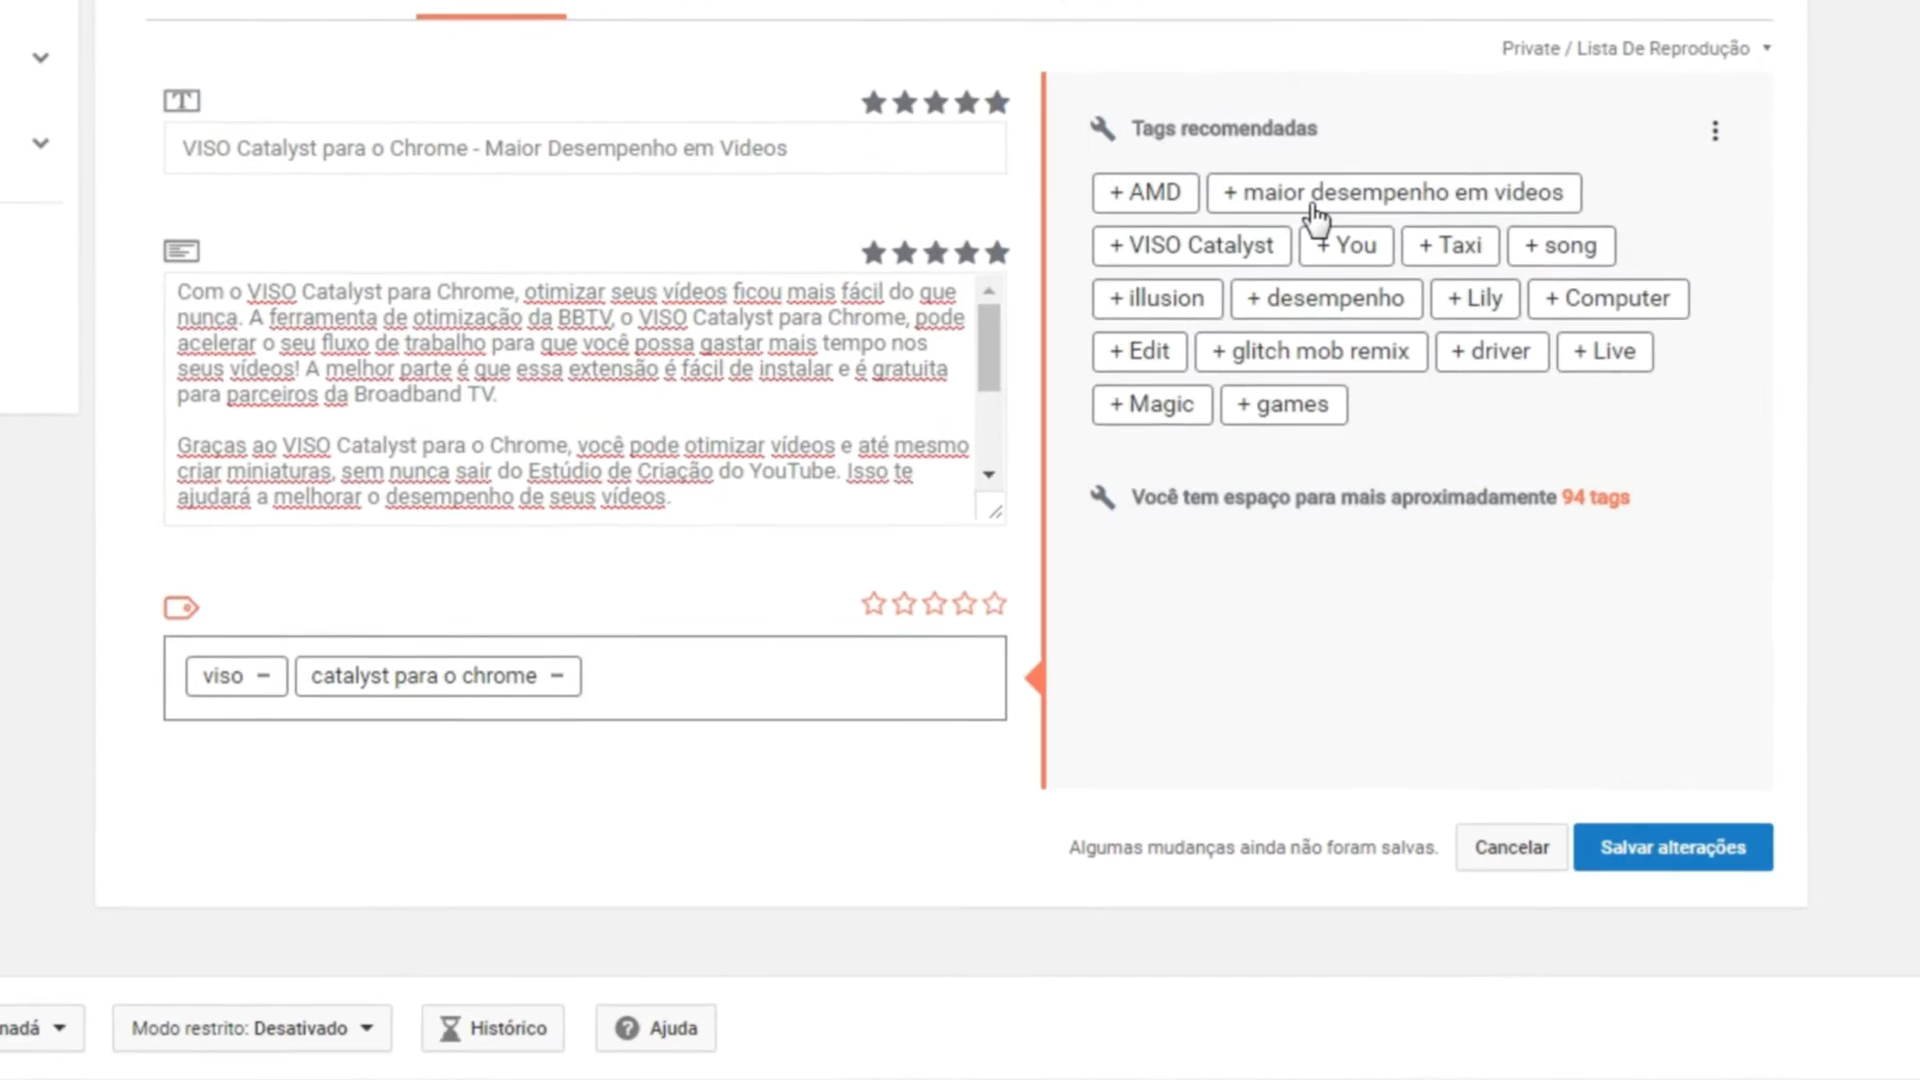 Private / Lista De Reprodução
VISO Catalyst para o Chrome - Maior Desempenho em Videos
Com o VISO Catalyst para Chrome, otimizar seus vídeos ficou mais fácil do que
nunca. A ferramenta de otimização da BBTV, o VISO Catalyst para Chrome, pode
acelerar o seu fluxo de trabalho para que você possa gastar mais tempo nos
seus vídeos! A melhor parte é que essa extensão é fácil de instalar e é gratuita
para parceiros da Broadband TV.
Graças ao VISO Catalyst para o Chrome, você pode otimizar vídeos e até mesmo
criar miniaturas, sem nunca sair do Estúdio de Criação do YouTube. Isso te
ajudará a melhorar o desempenho de seus vídeos.
viso −
catalyst para o chrome −
Tags recomendadas
+ AMD + maior desempenho em videos
+ VISO Catalyst + You + Taxi + song
+ illusion + desempenho + Lily + Computer
+ Edit + glitch mob remix + driver + Live
+ Magic + games
Você tem espaço para mais aproximadamente 94 tags
Algumas mudanças ainda não foram salvas. Cancelar Salvar alterações
nadá Modo restrito: Desativado Histórico Ajuda